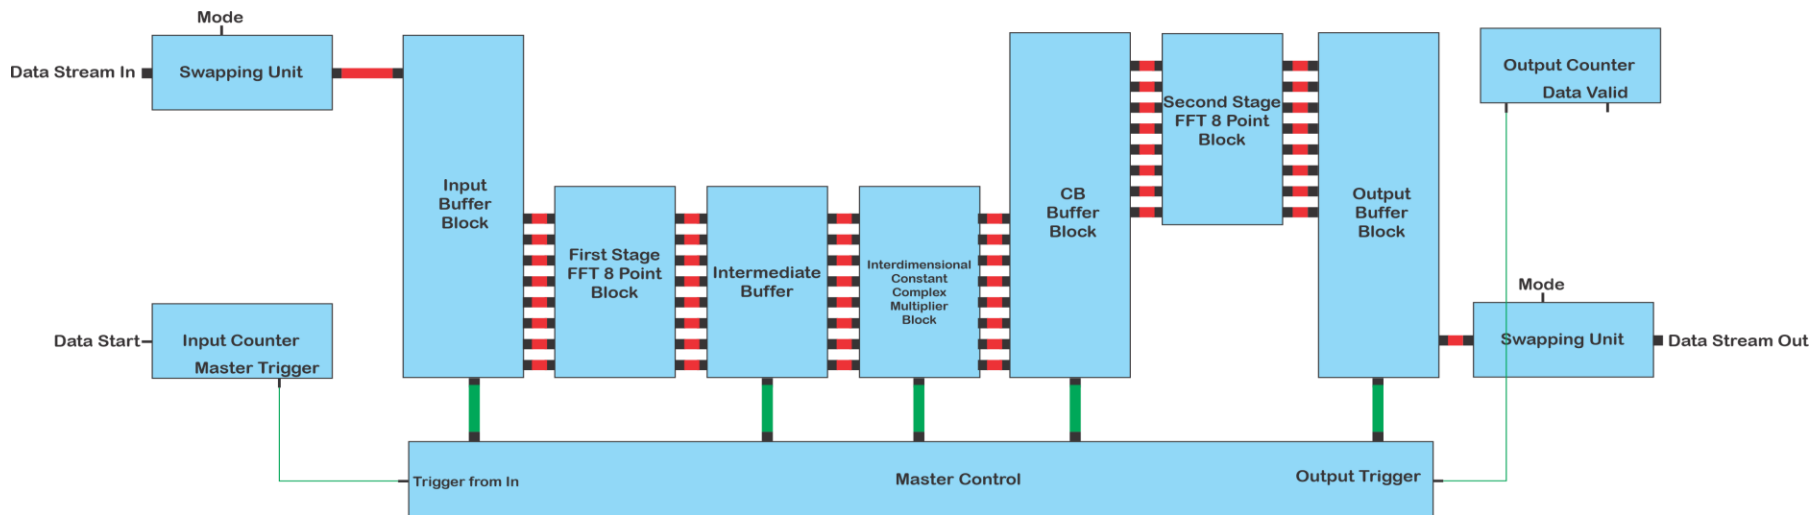 Mode
Data Stream In
Swapping Unit
Input
Buffer
Block
First Stage
FFT 8 Point
Block
Intermediate
Buffer
Interdimensional
Constant
Complex
Multiplier
Block
CB
Buffer
Block
Second Stage
FFT 8 Point
Block
Output
Buffer
Block
Output Counter
Data Valid
Mode
Swapping Unit
Data Stream Out
Data Start
Input Counter
Master Trigger
Trigger from In
Master Control
Output Trigger